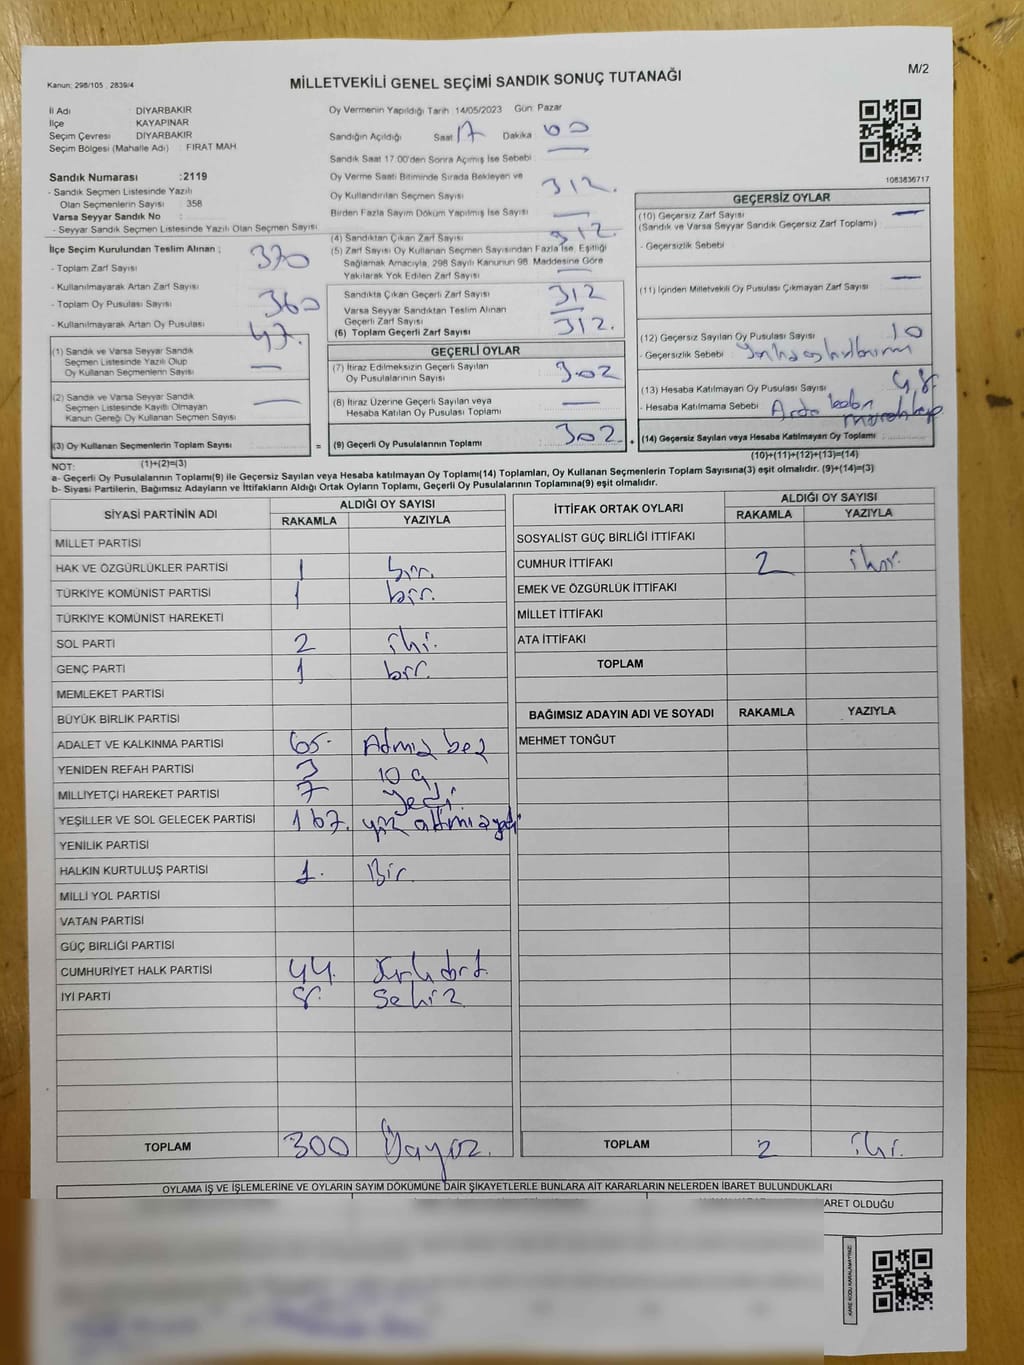 Kanun: 298/105 , 2839/4
MİLLETVEKİLİ GENEL SEÇİMİ SANDIK SONUÇ TUTANAĞI
M/2
İl Adı : DİYARBAKIR
İlçe : KAYAPINAR
Seçim Çevresi : DİYARBAKIR
Seçim Bölgesi (Mahalle Adı) : FIRAT MAH
Sandık Numarası :2119
- Sandık Seçmen Listesinde Yazılı
Olan Seçmenlerin Sayısı : 358
Varsa Seyyar Sandık No :
- Seyyar Sandık Seçmen Listesinde Yazılı Olan Seçmen Sayısı
İlçe Seçim Kurulundan Teslim Alınan ;
- Toplam Zarf Sayısı 370
- Kullanılmayarak Artan Zarf Sayısı
- Toplam Oy Pusulası Sayısı 360
- Kullanılmayarak Artan Oy Pusulası 47.
(1) Sandık ve Varsa Seyyar Sandık
Seçmen Listesinde Yazılı Olup
Oy Kullanan Seçmenlerin Sayısı —
(2) Sandık ve Varsa Seyyar Sandık
Seçmen Listesinde Kayıtlı Olmayan
Kanun Gereği Oy Kullanan Seçmen Sayısı —
(3) Oy Kullanan Seçmenlerin Toplam Sayısı =
(1)+(2)=(3)
Oy Vermenin Yapıldığı Tarih :14/05/2023 Gün: Pazar
Sandığın Açıldığı Saat 17 Dakika 00
Sandık Saat 17:00'den Sonra Açılmış İse Sebebi —
Oy Verme Saati Bitiminde Sırada Bekleyen ve
Oy Kullandırılan Seçmen Sayısı 312.
Birden Fazla Sayım Döküm Yapılmış İse Sayısı —
(4) Sandıktan Çıkan Zarf Sayısı 312.
(5) Zarf Sayısı Oy Kullanan Seçmen Sayısından Fazla İse, Eşitliği
Sağlamak Amacıyla, 298 Sayılı Kanunun 98. Maddesine Göre
Yakılarak Yok Edilen Zarf Sayısı —
Sandıkta Çıkan Geçerli Zarf Sayısı 312
Varsa Seyyar Sandıktan Teslim Alınan
Geçerli Zarf Sayısı —
(6) Toplam Geçerli Zarf Sayısı 312.
GEÇERLİ OYLAR
(7) İtiraz Edilmeksizin Geçerli Sayılan
Oy Pusulalarının Sayısı 302
(8) İtiraz Üzerine Geçerli Sayılan veya
Hesaba Katılan Oy Pusulası Toplamı —
(9) Geçerli Oy Pusulalarının Toplamı 302. +
1083836717
GEÇERSİZ OYLAR
(10) Geçersiz Zarf Sayısı —
(Sandık ve Varsa Seyyar Sandık Geçersiz Zarf Toplamı)
- Geçersizlik Sebebi
(11) İçinden Milletvekili Oy Pusulası Çıkmayan Zarf Sayısı —
(12) Geçersiz Sayılan Oy Pusulası Sayısı 10
- Geçersizlik Sebebi
(13) Hesaba Katılmayan Oy Pusulası Sayısı 48
- Hesaba Katılmama Sebebi
(14) Geçersiz Sayılan veya Hesaba Katılmayan Oy Toplamı
(10)+(11)+(12)+(13)=(14)
NOT:
a- Geçerli Oy Pusulalarının Toplamı(9) ile Geçersiz Sayılan veya Hesaba katılmayan Oy Toplamı(14) Toplamları, Oy Kullanan Seçmenlerin Toplam Sayısına(3) eşit olmalıdır. (9)+(14)=(3)
b- Siyasi Partilerin, Bağımsız Adayların ve İttifakların Aldığı Ortak Oyların Toplamı, Geçerli Oy Pusulalarının Toplamına(9) eşit olmalıdır.
SİYASİ PARTİNİN ADI ALDIĞI OY SAYISI
RAKAMLA YAZIYLA
MİLLET PARTİSİ
HAK VE ÖZGÜRLÜKLER PARTİSİ 1 bir.
TÜRKİYE KOMÜNİST PARTİSİ 1 bir.
TÜRKİYE KOMÜNİST HAREKETİ
SOL PARTİ 2 iki.
GENÇ PARTİ 1 bir.
MEMLEKET PARTİSİ
BÜYÜK BİRLİK PARTİSİ
ADALET VE KALKINMA PARTİSİ 65. Atmış beş
YENİDEN REFAH PARTİSİ 3
MİLLİYETÇİ HAREKET PARTİSİ 7 yedi.
YEŞİLLER VE SOL GELECEK PARTİSİ 167. yüz altmış yedi
YENİLİK PARTİSİ
HALKIN KURTULUŞ PARTİSİ 1. Bir
MİLLİ YOL PARTİSİ
VATAN PARTİSİ
GÜÇ BİRLİĞİ PARTİSİ
CUMHURİYET HALK PARTİSİ 44. Kırk dört.
İYİ PARTİ 8. Sekiz
TOPLAM 300 Üçyüz.
İTTİFAK ORTAK OYLARI ALDIĞI OY SAYISI
RAKAMLA YAZIYLA
SOSYALİST GÜÇ BİRLİĞİ İTTİFAKI
CUMHUR İTTİFAKI 2 iki.
EMEK VE ÖZGÜRLÜK İTTİFAKI
MİLLET İTTİFAKI
ATA İTTİFAKI
TOPLAM
BAĞIMSIZ ADAYIN ADI VE SOYADI RAKAMLA YAZIYLA
MEHMET TONĞUT
TOPLAM 2 iki.
OYLAMA İŞ VE İŞLEMLERİNE VE OYLARIN SAYIM DÖKÜMÜNE DAİR ŞİKAYETLERLE BUNLARA AİT KARARLARIN NELERDEN İBARET BULUNDUKLARI
ARET OLDUĞU
KARE KODU KARALAMAYINIZ!